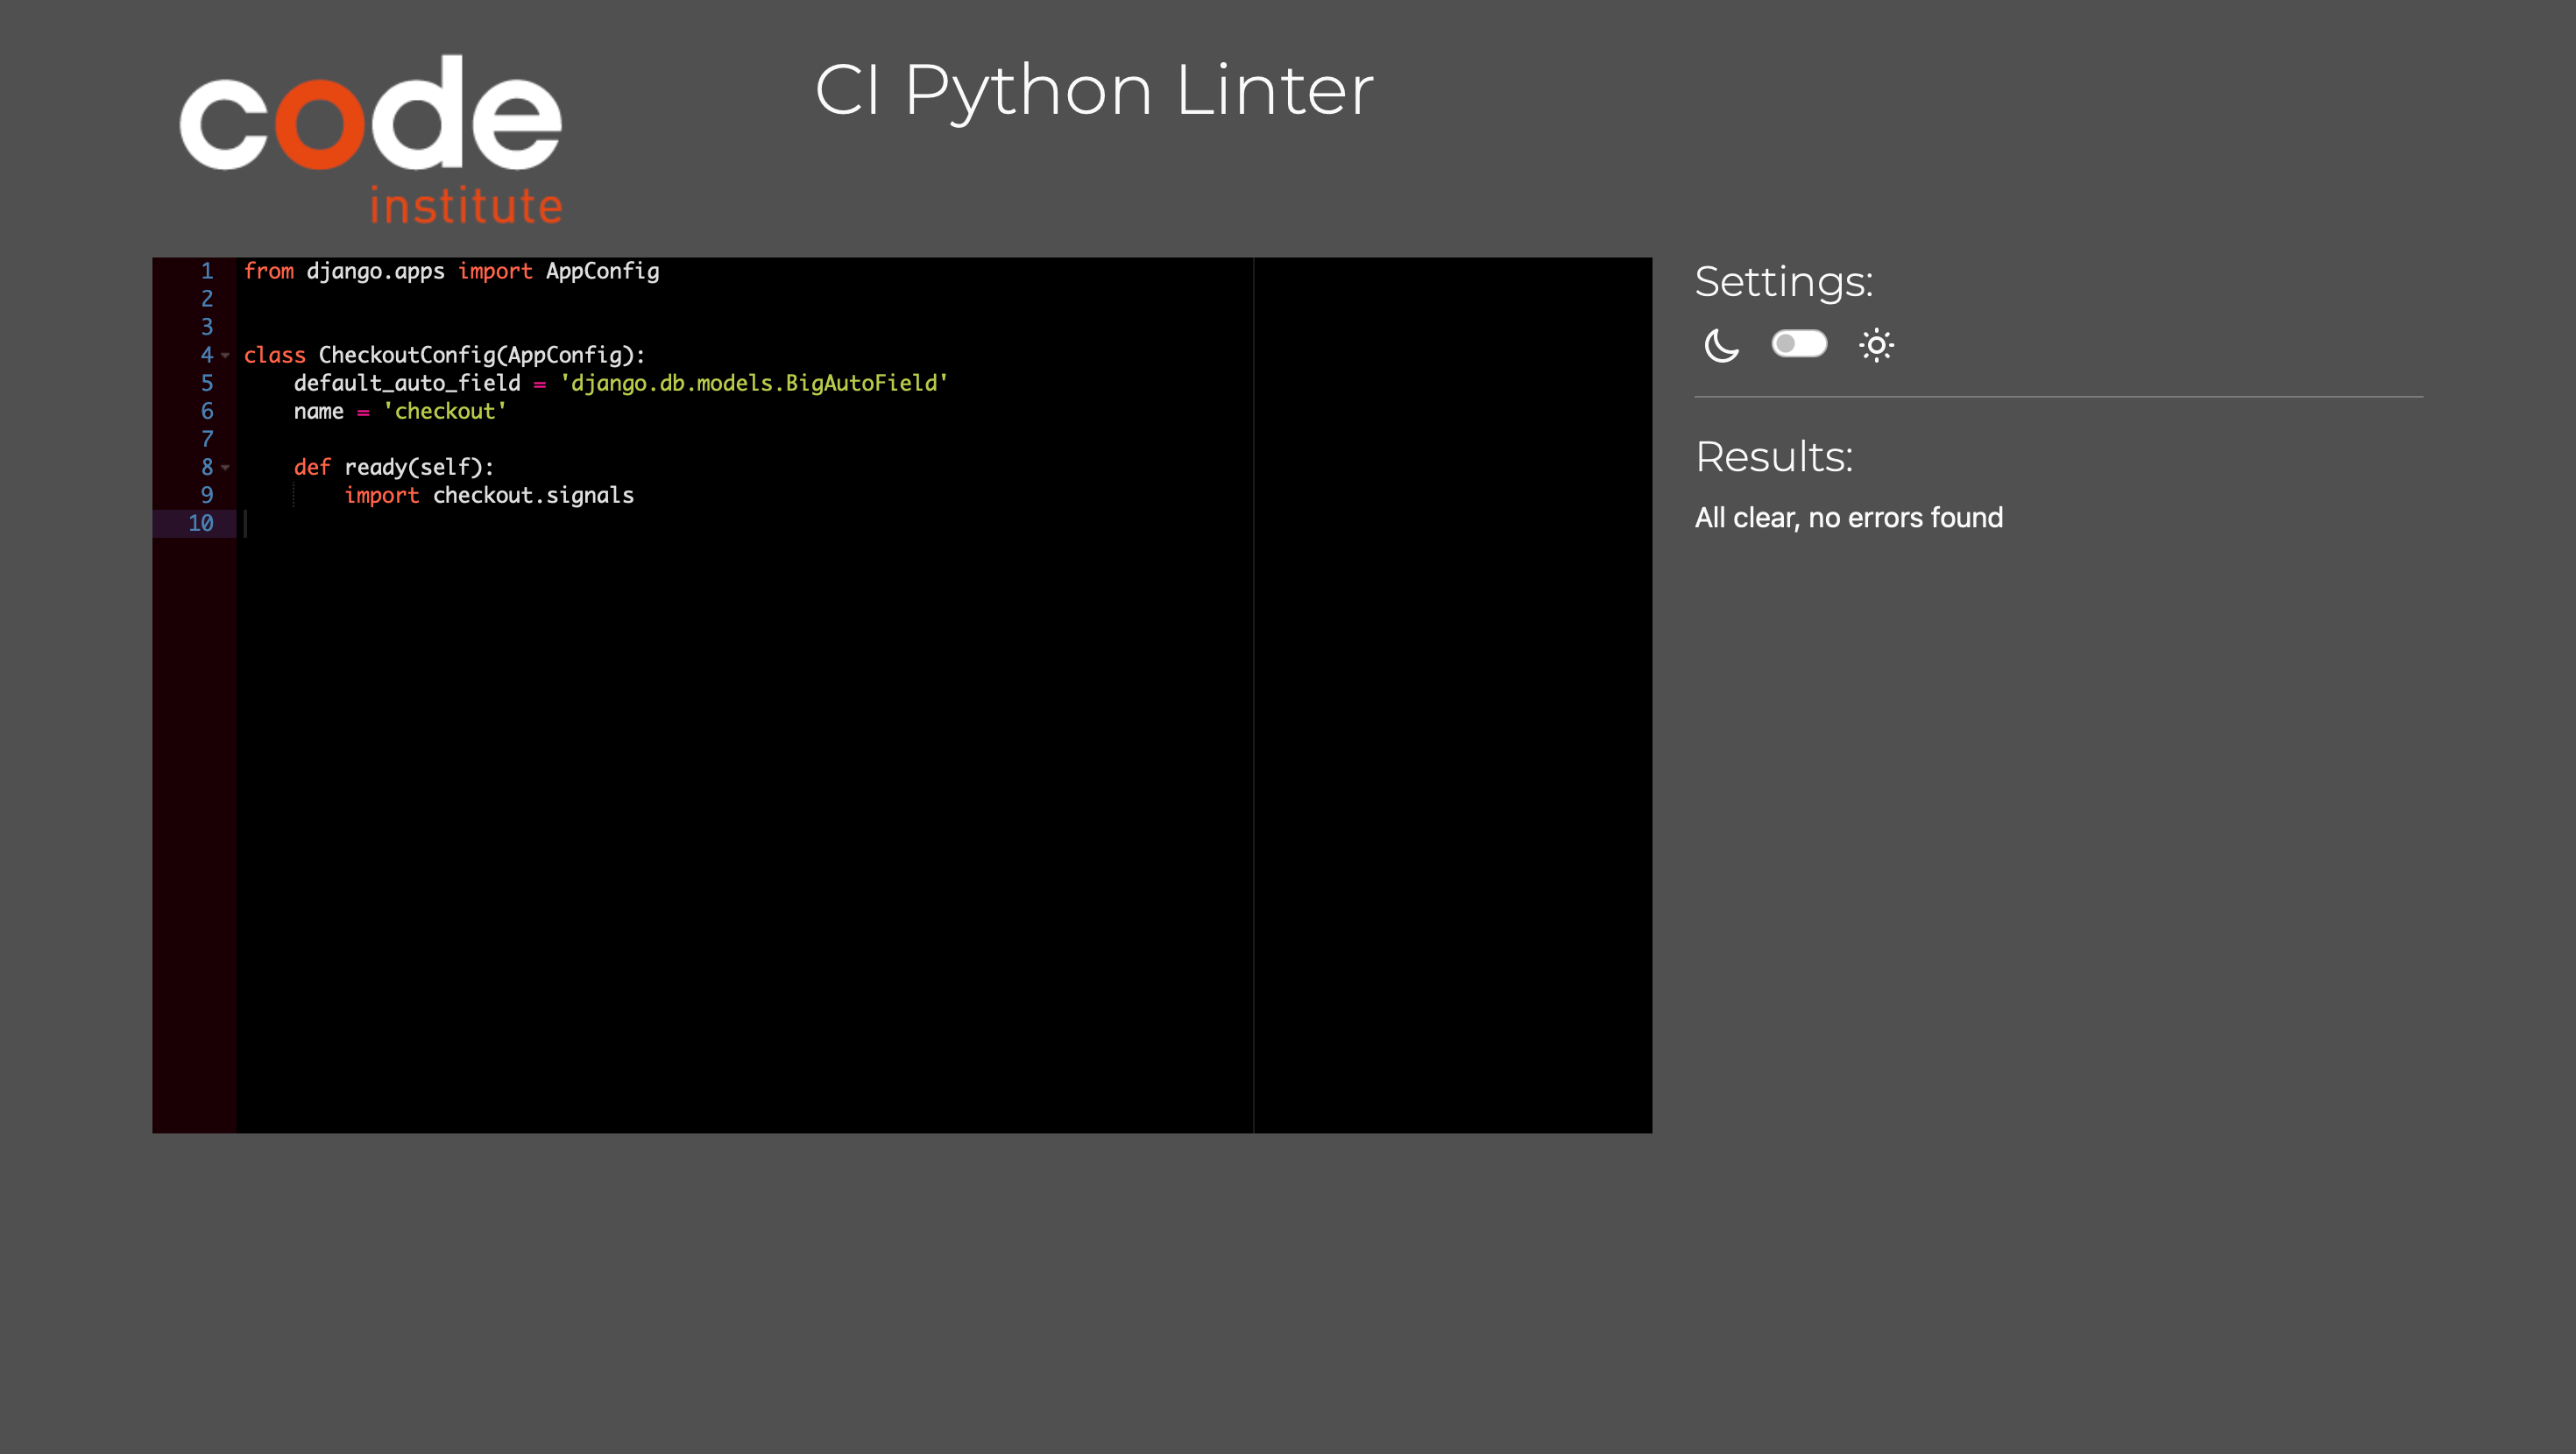 code
institute
CI Python Linter
1 from django.apps import AppConfig
2
3
4 class CheckoutConfig(AppConfig):
5     default_auto_field = 'django.db.models.BigAutoField'
6     name = 'checkout'
7
8     def ready(self):
9         import checkout.signals
10
Settings:
Results:
All clear, no errors found